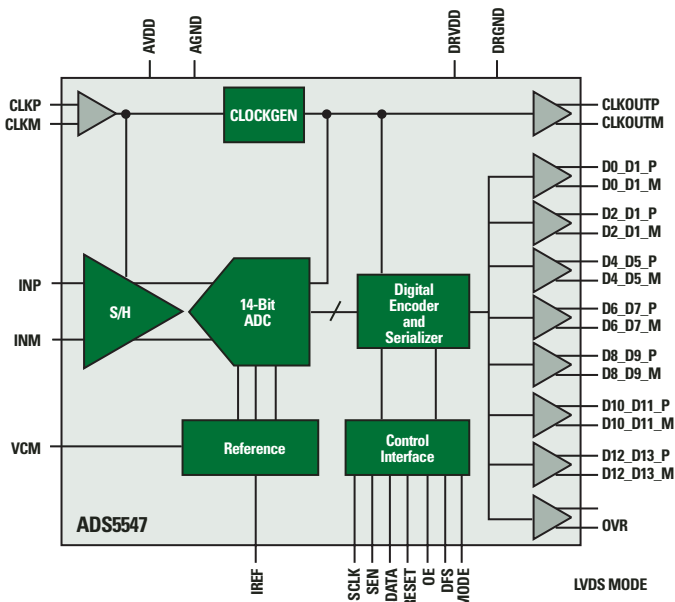 AVDD
AGND
DRVDD
DRGND
CLKP
CLKM
CLOCKGEN
CLKOUTP
CLKOUTM
D0_D1_P
D0_D1_M
D2_D1_P
D2_D1_M
D4_D5_P
D4_D5_M
D6_D7_P
D6_D7_M
D8_D9_P
D8_D9_M
D10_D11_P
D10_D11_M
D12_D13_P
D12_D13_M
OVR
INP
INM
S/H
14-Bit
ADC
Digital
Encoder
and
Serializer
VCM
Reference
Control
Interface
ADS5547
IREF
SCLK
SEN
DATA
RESET
OE
DFS
MODE
LVDS MODE